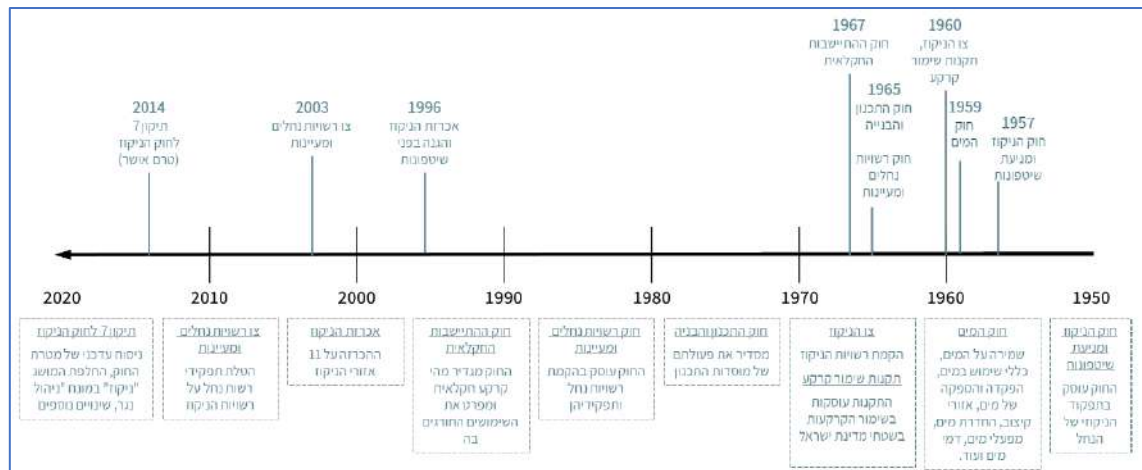 1957
חוק הניקוז
ומניעת
שיטפונות
1959
חוק
המים
1960
צו הניקוז,
תקנות שימור
קרקע
1965
חוק התכנון
והבנייה
חוק רשויות
נחלים
ומעיינות
1967
חוק ההתיישבות
החקלאית
1996
אכרזת הניקוז
והגנה בפני
שיטפונות
2003
צו רשויות נחלים
ומעיינות
2014
תיקון 7
לחוק הניקוז
(טרם אושר)
1950
1960
1970
1980
1990
2000
2010
2020
חוק הניקוז
ומניעת
שיטפונות
החוק עוסק
בתפקוד
הניקוזי של
הנחל
חוק המים
שמירה על המים,
כללי שימוש במים,
הפקדה והספקה
של מים, אזורי
קיצוב, החדרת מים,
מפעלי מים, דמי
מים ועוד.
צו הניקוז
הקמת רשויות הניקוז
תקנות שימור קרקע
התקנות עוסקות
בשימור הקרקעות
בשטחי מדינת ישראל
חוק התכנון והבניה
מסדיר את פעולתם
של מוסדות התכנון
חוק רשויות נחלים
ומעיינות
החוק עוסק בהקמת
רשויות נחל
ותפקידיהן
חוק ההתיישבות
החקלאית
החוק מגדיר מהי
קרקע חקלאית
ומפרט את
השימושים החורגים
בה
אכרזת הניקוז
ההכרזה על 11
אזורי הניקוז
צו רשויות נחלים
ומעיינות
הטלת תפקידי
רשות נחל על
רשויות הניקוז
תיקון 7 לחוק הניקוז
ניסוח עדכני של מטרת
החוק, החלפת המושג
"ניקוז" במונח "ניהול
נגר, שינויים נוספים